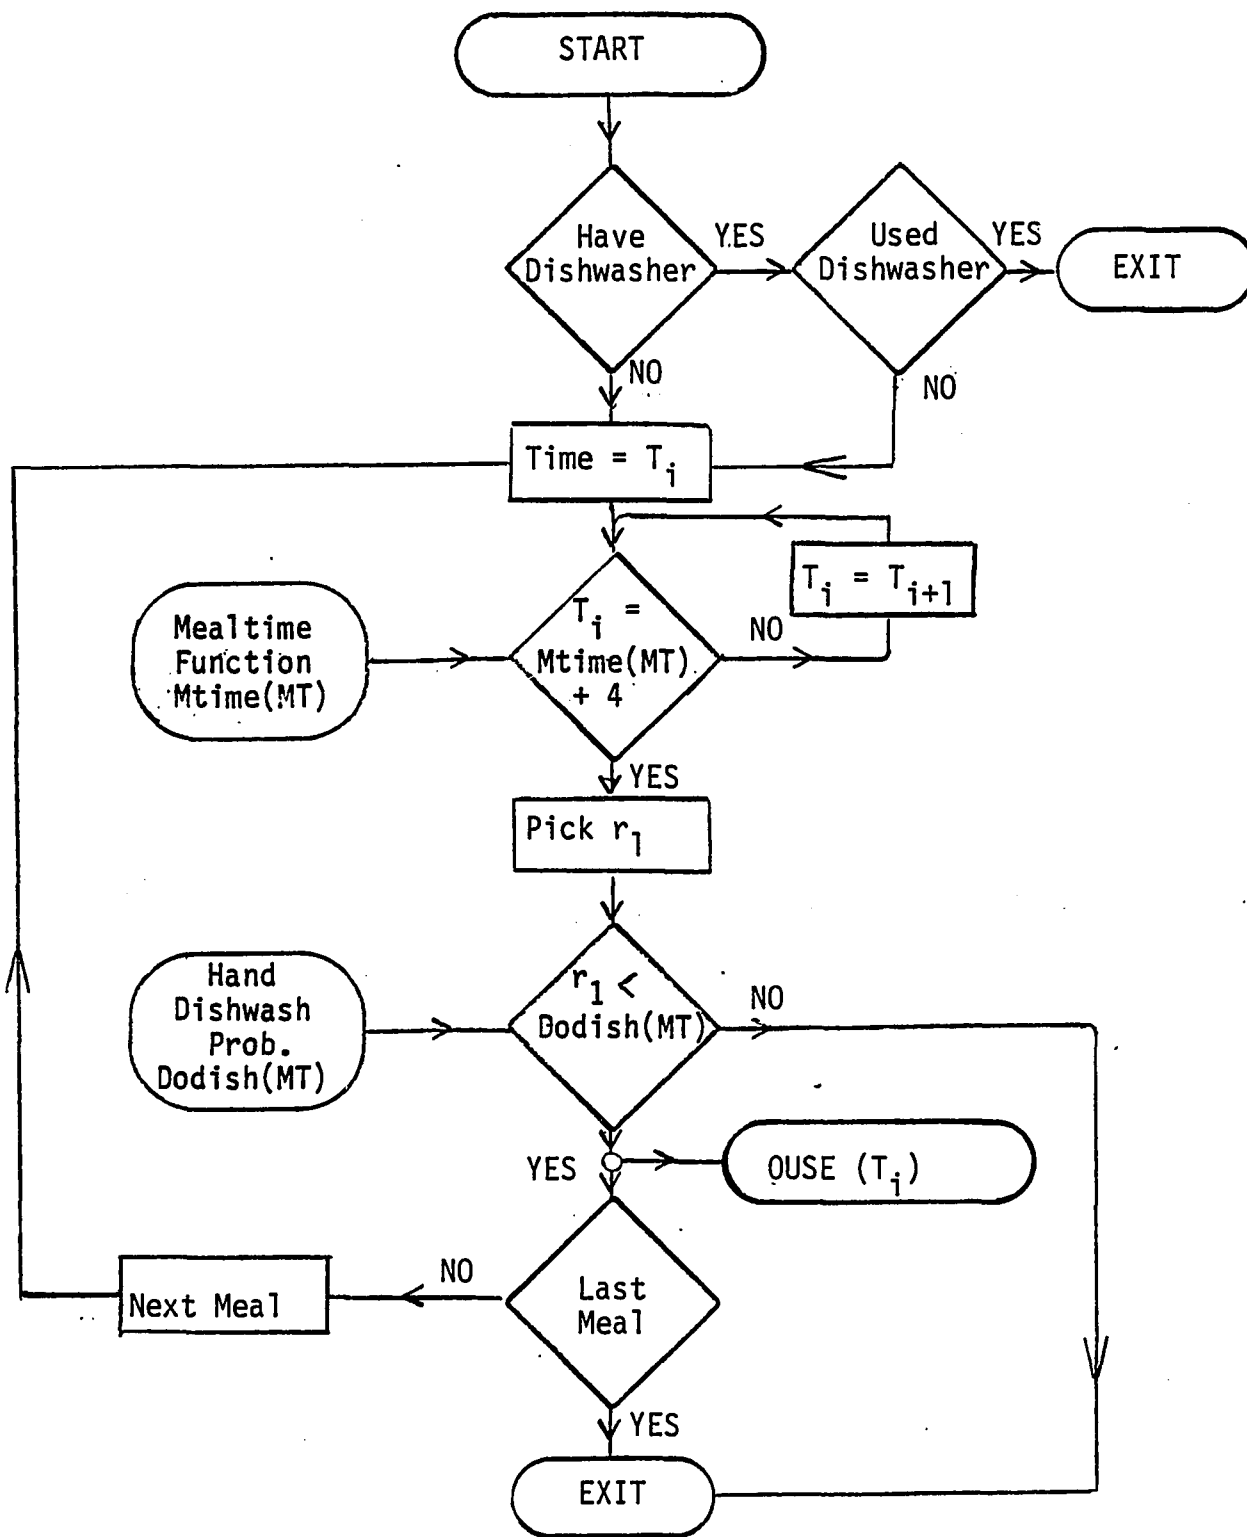 START
Have
Dishwasher
YES
Used
Dishwasher
YES
EXIT
NO
NO
Time = T_i
T_i = T_{i+1}
Mealtime
Function
Mtime(MT)
T_i =
Mtime(MT)
+ 4
NO
YES
Pick r_1
Hand
Dishwash
Prob.
Dodish(MT)
r_1 <
Dodish(MT)
NO
YES
OUSE (T_i)
Next Meal
NO
Last
Meal
YES
EXIT